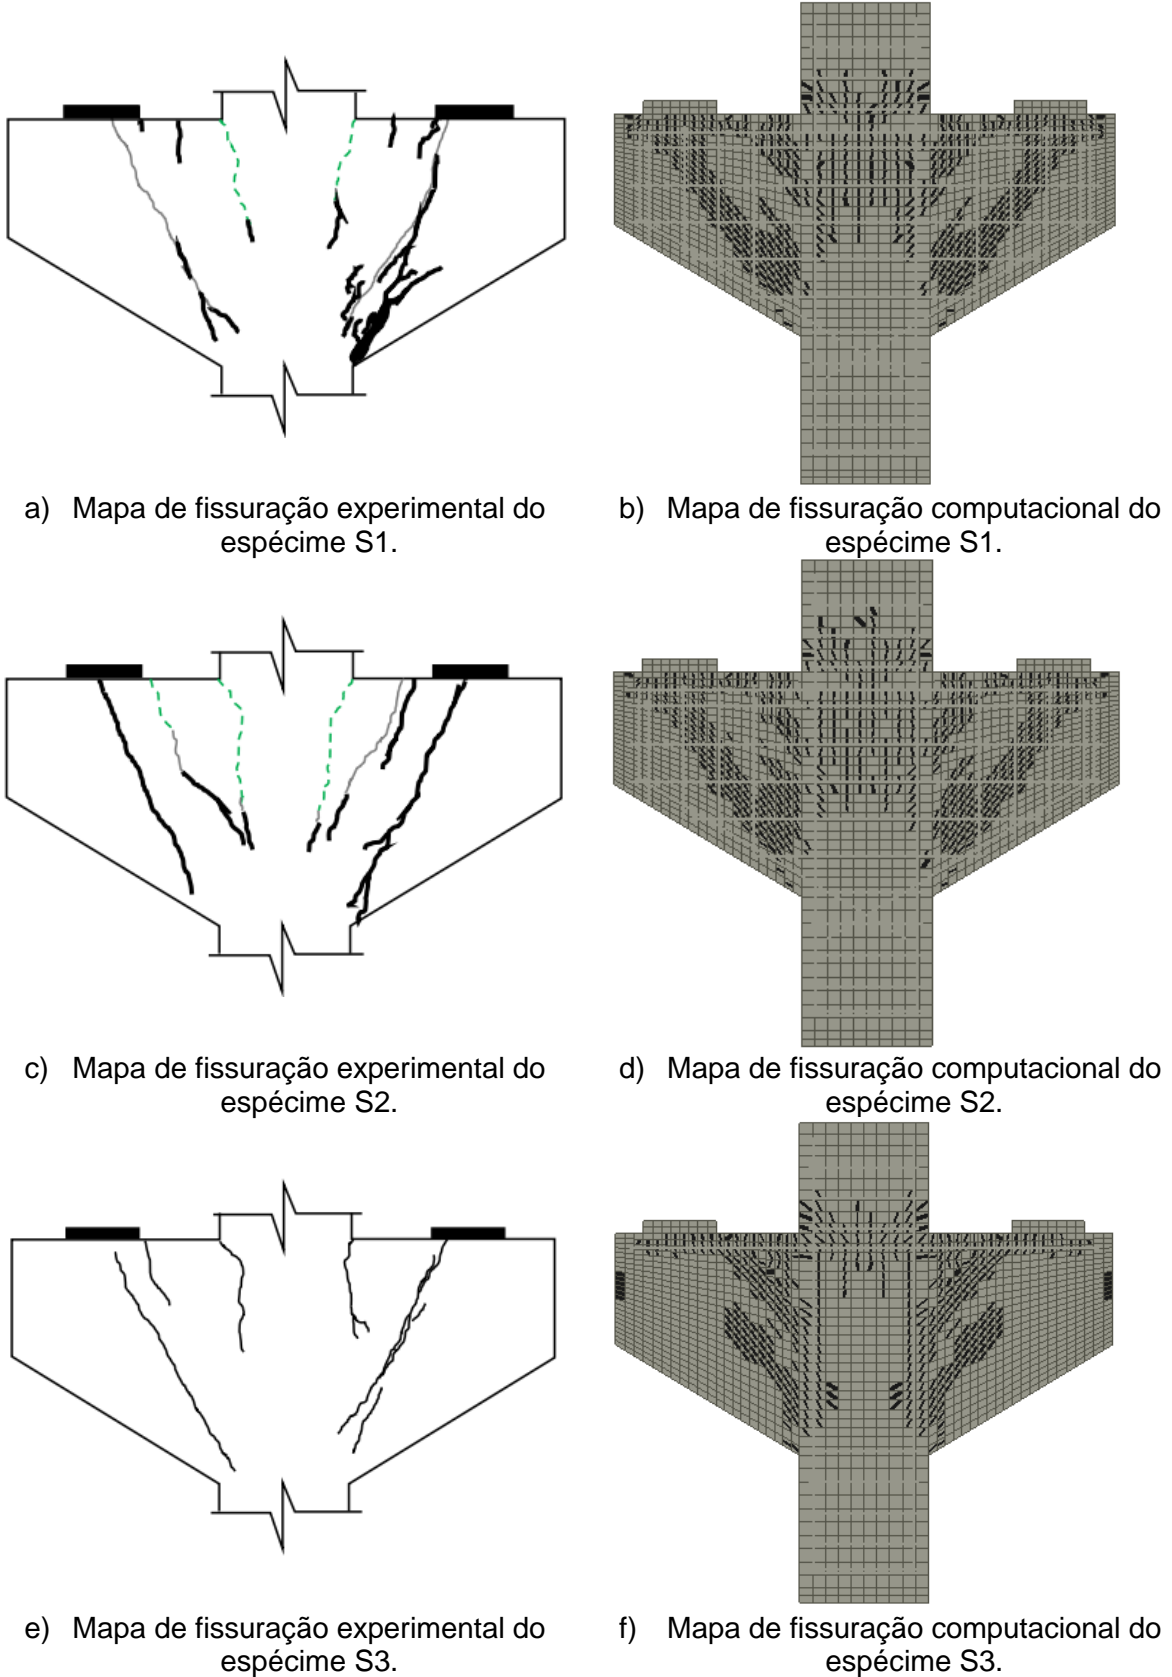 a) Mapa de fissuração experimental do
espécime S1.
b) Mapa de fissuração computacional do
espécime S1.
c) Mapa de fissuração experimental do
espécime S2.
d) Mapa de fissuração computacional do
espécime S2.
e) Mapa de fissuração experimental do
espécime S3.
f) Mapa de fissuração computacional do
espécime S3.